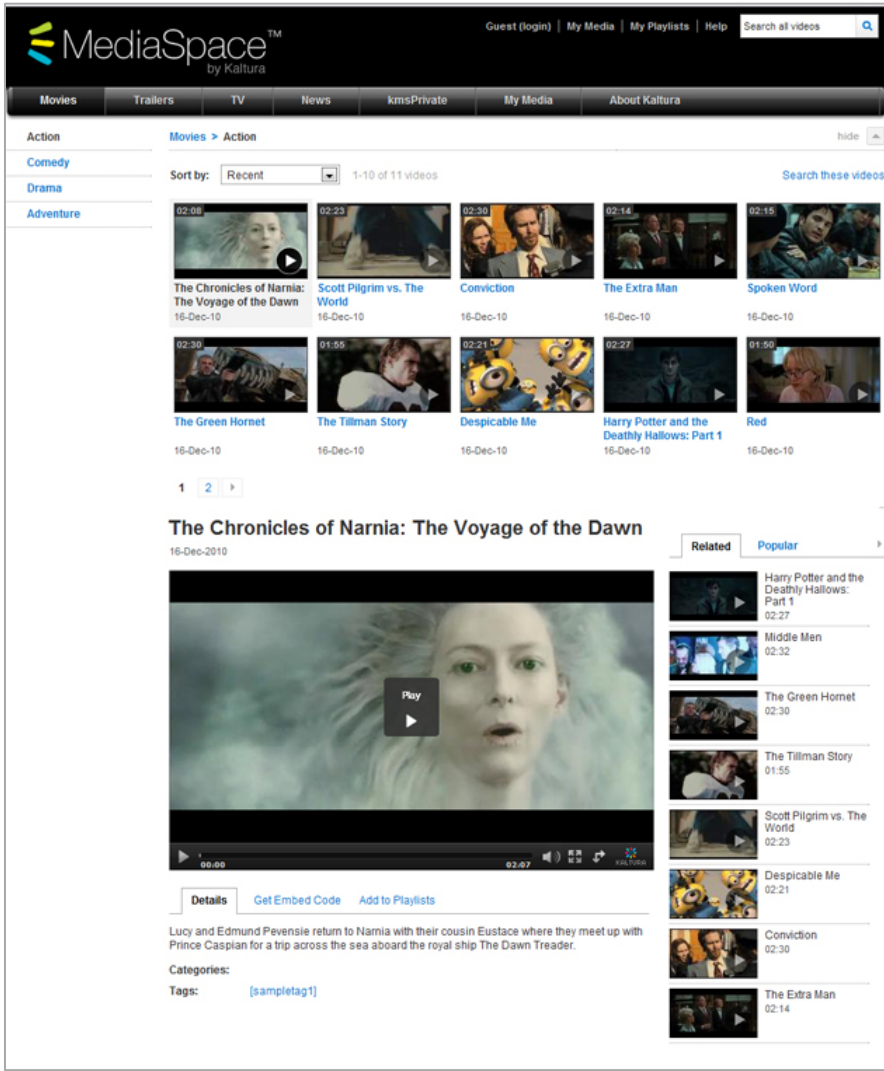 MediaSpace™
by Kaltura
Guest (login) | My Media | My Playlists | Help
Search all videos
Movies
Trailers
TV
News
kmsPrivate
My Media
About Kaltura
Action
Comedy
Drama
Adventure
Movies > Action
hide
Sort by: Recent 1-10 of 11 videos
Search these videos
02:08
The Chronicles of Narnia:
The Voyage of the Dawn
16-Dec-10
02:23
Scott Pilgrim vs. The
World
16-Dec-10
02:30
Conviction
16-Dec-10
02:14
The Extra Man
16-Dec-10
02:15
Spoken Word
16-Dec-10
02:30
The Green Hornet
16-Dec-10
01:55
The Tillman Story
16-Dec-10
02:21
Despicable Me
16-Dec-10
02:27
Harry Potter and the
Deathly Hallows: Part 1
16-Dec-10
01:50
Red
16-Dec-10
1 2
The Chronicles of Narnia: The Voyage of the Dawn
16-Dec-2010
Play
00:00
02:07
KALTURA
Details
Get Embed Code
Add to Playlists
Lucy and Edmund Pevensie return to Narnia with their cousin Eustace where they meet up with
Prince Caspian for a trip across the sea aboard the royal ship The Dawn Treader.
Categories:
Tags: [sampletag1]
Related
Popular
Harry Potter and the
Deathly Hallows:
Part 1
02:27
Middle Men
02:32
The Green Hornet
02:30
The Tillman Story
01:55
Scott Pilgrim vs. The
World
02:23
Despicable Me
02:21
Conviction
02:30
The Extra Man
02:14